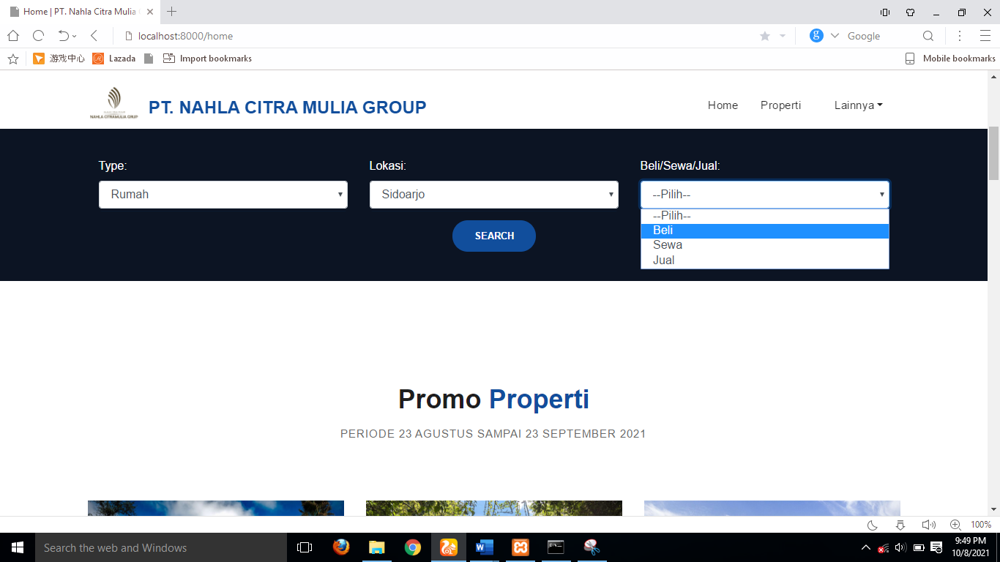 Home | PT. Nahla Citra Mulia
localhost:8000/home
Google
游戏中心
Lazada
Import bookmarks
Mobile bookmarks
NAHLA CITRAMULIA GRUP
PT. NAHLA CITRA MULIA GROUP
Home
Properti
Lainnya
Type:
Lokasi:
Beli/Sewa/Jual:
Rumah
Sidoarjo
--Pilih--
--Pilih--
Beli
Sewa
Jual
SEARCH
Promo Properti
PERIODE 23 AGUSTUS SAMPAI 23 SEPTEMBER 2021
100%
Search the web and Windows
9:49 PM
10/8/2021